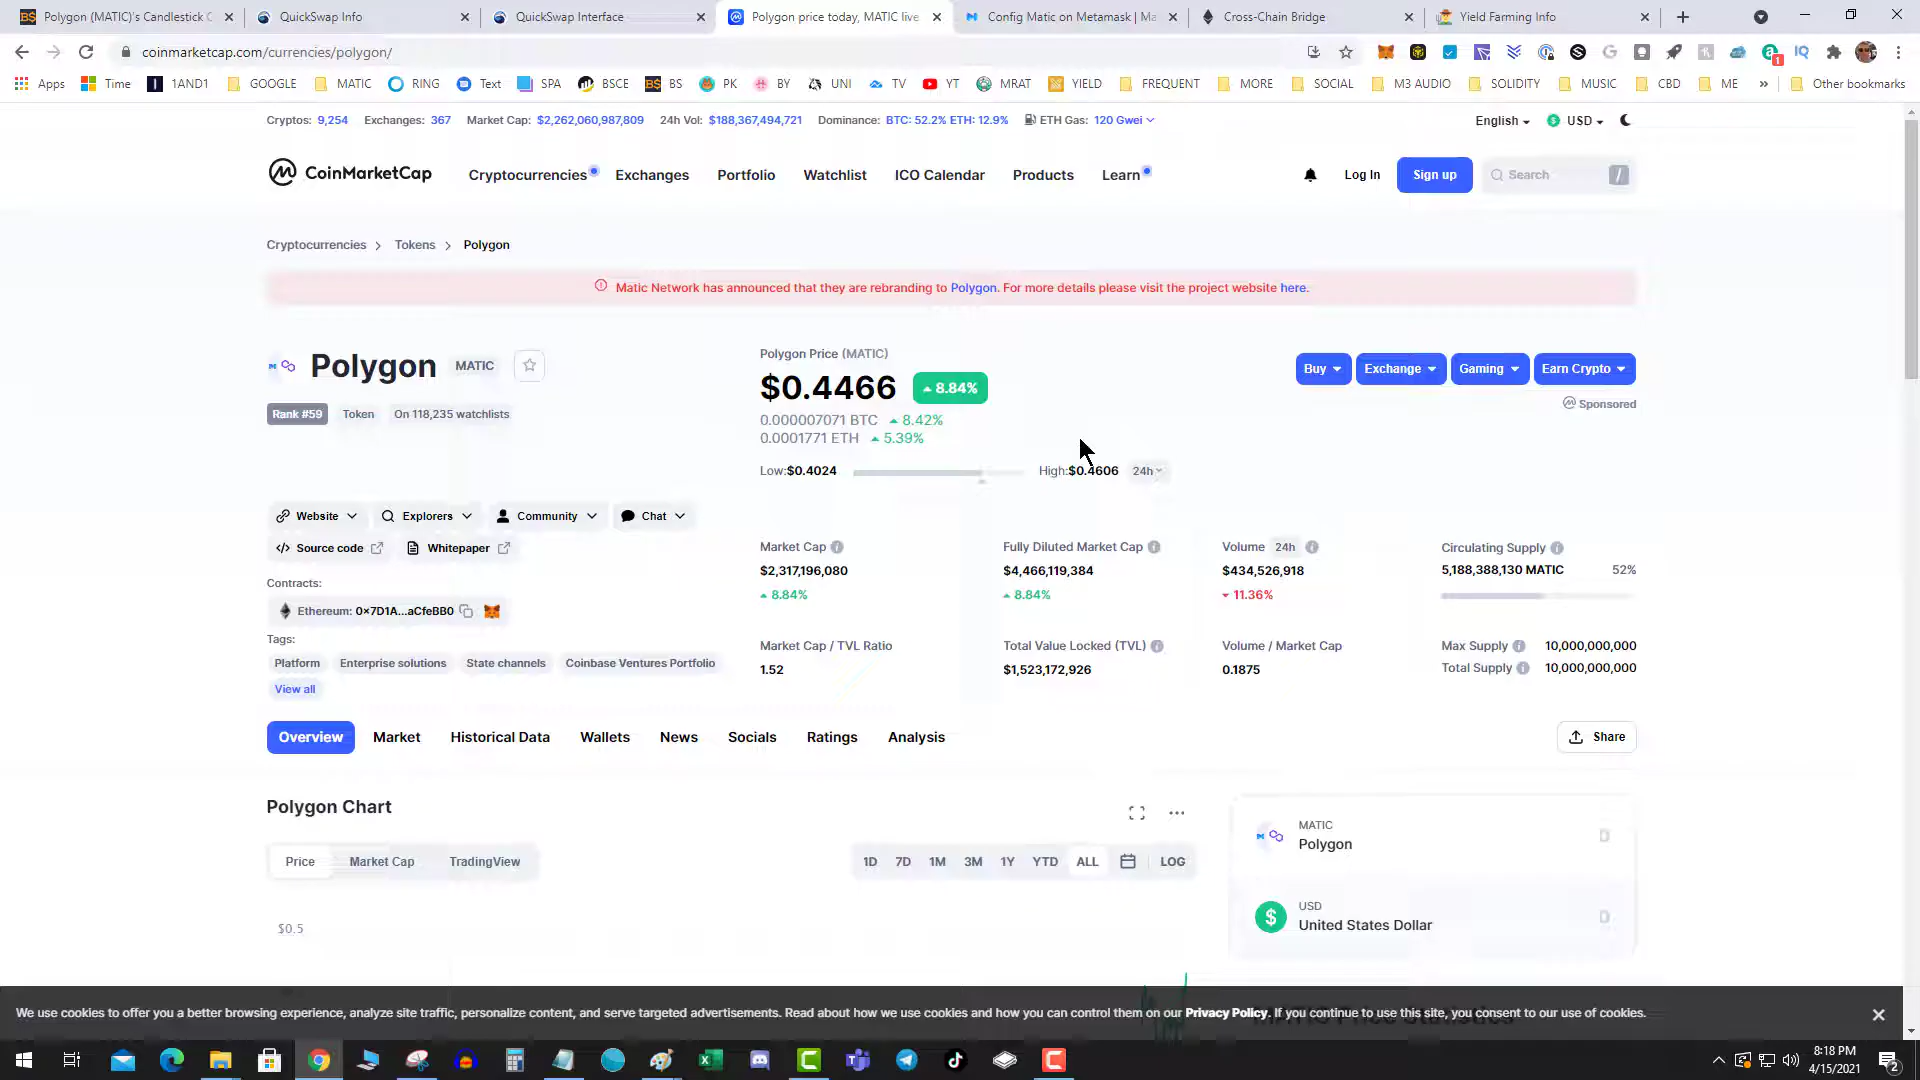 Polygon (MATIC)'s Candlestick C
QuickSwap Info
QuickSwap Interface
Polygon price today, MATIC live
Config Matic on Metamask | Ma
Cross-Chain Bridge
Yield Farming Info
coinmarketcap.com/currencies/polygon/
Apps Time 1AND1 GOOGLE MATIC RING Text SPA BSCE BS PK BY UNI TV YT MRAT YIELD FREQUENT MORE SOCIAL M3 AUDIO SOLIDITY MUSIC CBD ME » Other bookmarks
Cryptos: 9,254 Exchanges: 367 Market Cap: $2,262,060,987,809 24h Vol: $188,367,494,721 Dominance: BTC: 52.2% ETH: 12.9% ETH Gas: 120 Gwei English USD
CoinMarketCap Cryptocurrencies Exchanges Portfolio Watchlist ICO Calendar Products Learn Log In Sign up Search /
Cryptocurrencies > Tokens > Polygon
Matic Network has announced that they are rebranding to Polygon. For more details please visit the project website here.
Polygon MATIC
Rank #59 Token On 118,235 watchlists
Polygon Price (MATIC)
$0.4466 8.84%
0.000007071 BTC 8.42%
0.0001771 ETH 5.39%
Low:$0.4024 High:$0.4606 24h
Buy Exchange Gaming Earn Crypto
Sponsored
Website Explorers Community Chat
Source code Whitepaper
Contracts:
Ethereum: 0x7D1A...aCfeBB0
Tags:
Platform Enterprise solutions State channels Coinbase Ventures Portfolio
View all
Market Cap
$2,317,196,080
8.84%
Fully Diluted Market Cap
$4,466,119,384
8.84%
Volume 24h
$434,526,918
11.36%
Circulating Supply
5,188,388,130 MATIC 52%
Market Cap / TVL Ratio
1.52
Total Value Locked (TVL)
$1,523,172,926
Volume / Market Cap
0.1875
Max Supply 10,000,000,000
Total Supply 10,000,000,000
Overview Market Historical Data Wallets News Socials Ratings Analysis Share
Polygon Chart
Price Market Cap TradingView 1D 7D 1M 3M 1Y YTD ALL LOG
$0.5
MATIC
Polygon
0
USD
United States Dollar
0
We use cookies to offer you a better browsing experience, analyze site traffic, personalize content, and serve targeted advertisements. Read about how we use cookies and how you can control them on our Privacy Policy. If you continue to use this site, you consent to our use of cookies.
8:18 PM
4/15/2021
2